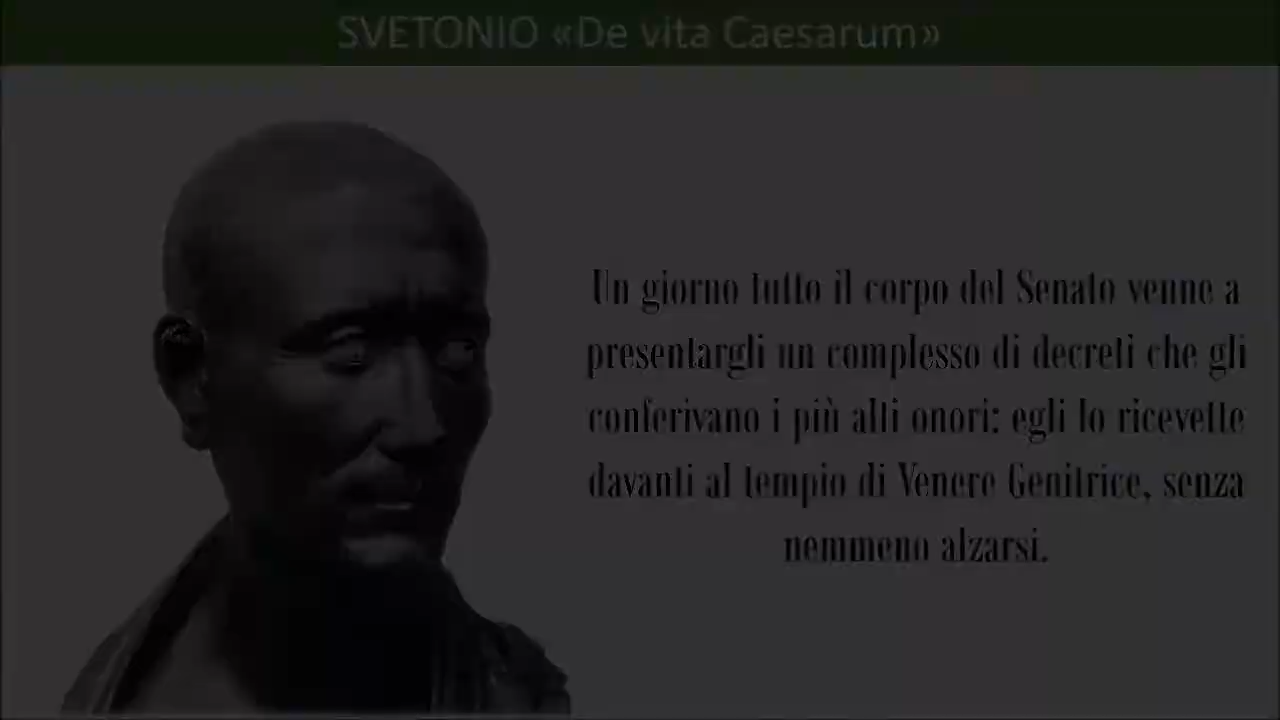 SVETONIO «De vita Caesarum»
Un giorno tutto il corpo del Senato venne a
presentargli un complesso di decreti che gli
conferivano i più alti onori: egli lo ricevette
davanti al tempio di Venere Genitrice, senza
nemmeno alzarsi.